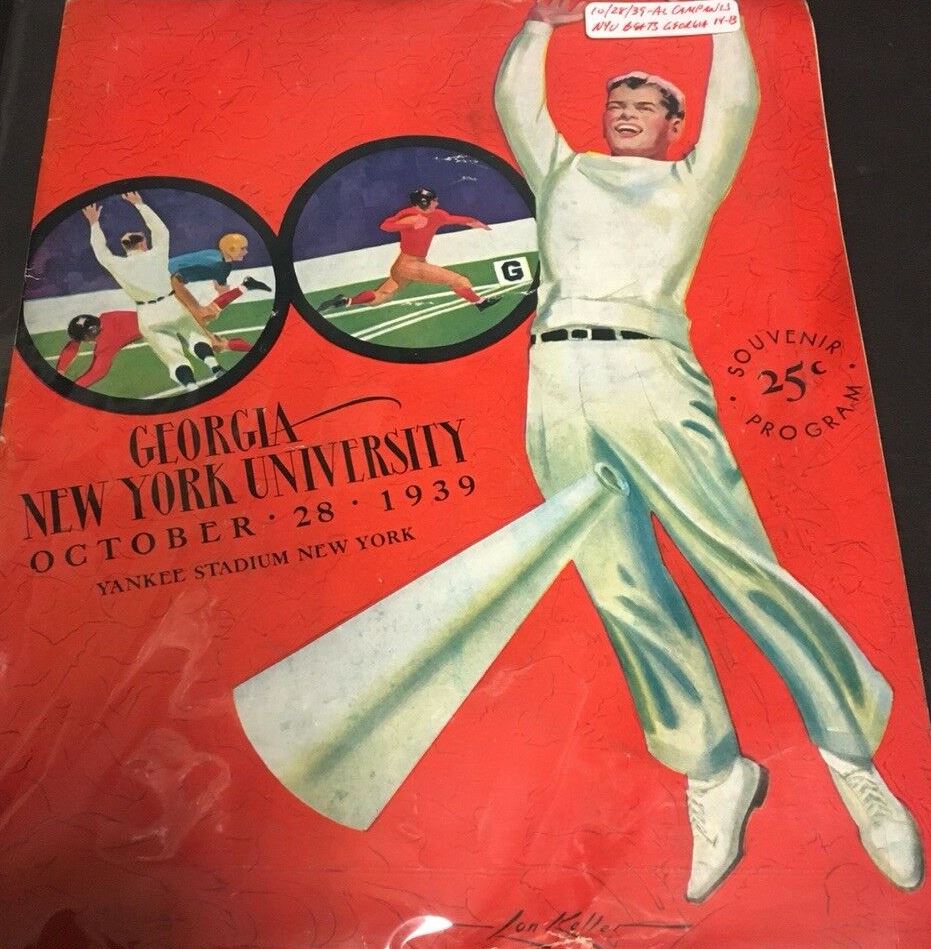 10/28/39-AL CAMPANIS
NYU BEATS GEORGIA 14-13
G
SOUVENIR
25c
PROGRAM
GEORGIA
NEW YORK UNIVERSITY
OCTOBER · 28 · 1939
YANKEE STADIUM NEW YORK
Lon Keller